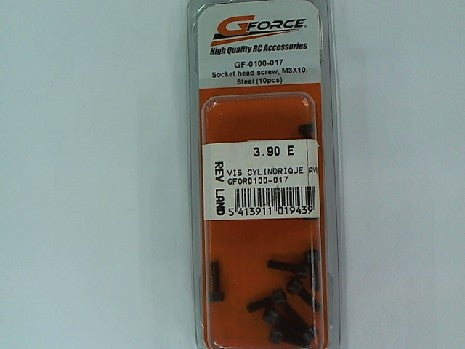 GFORCE
High Quality RC Accessories
GF-0100-017
Socket head screw, M3X10,
Steel (10pcs)
3.90 E
VIS CYLINDRIQUE
GFOR0100-017
5 413911 019439
REV LAND